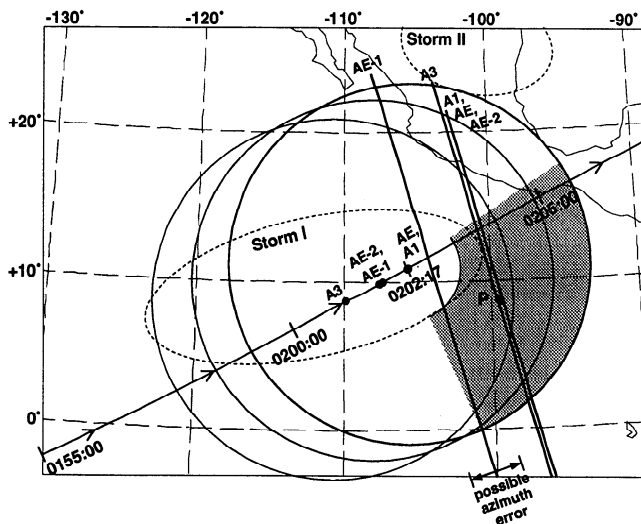 -130° -120° -110° -100° -90°
Storm II
AE-1
A3
A1,
AE,
AE-2
+20°
0206:00
Storm I
AE-2,
AE,
A3
AE-1
A1
0202:17
+10°
P
0200:00
0°
0155:00
possible
azimuth
error